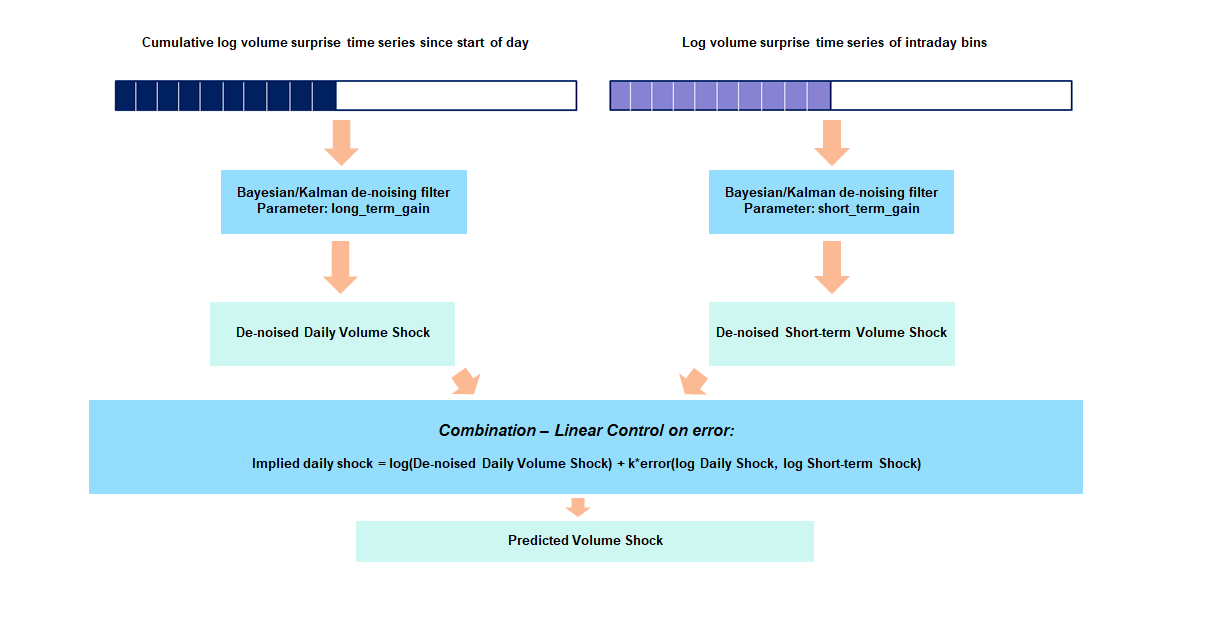 Cumulative log volume surprise time series since start of day
Log volume surprise time series of intraday bins
Bayesian/Kalman de-noising filter
Parameter: long_term_gain
Bayesian/Kalman de-noising filter
Parameter: short_term_gain
De-noised Daily Volume Shock
De-noised Short-term Volume Shock
Combination – Linear Control on error:
Implied daily shock = log(De-noised Daily Volume Shock) + k*error(log Daily Shock, log Short-term Shock)
Predicted Volume Shock